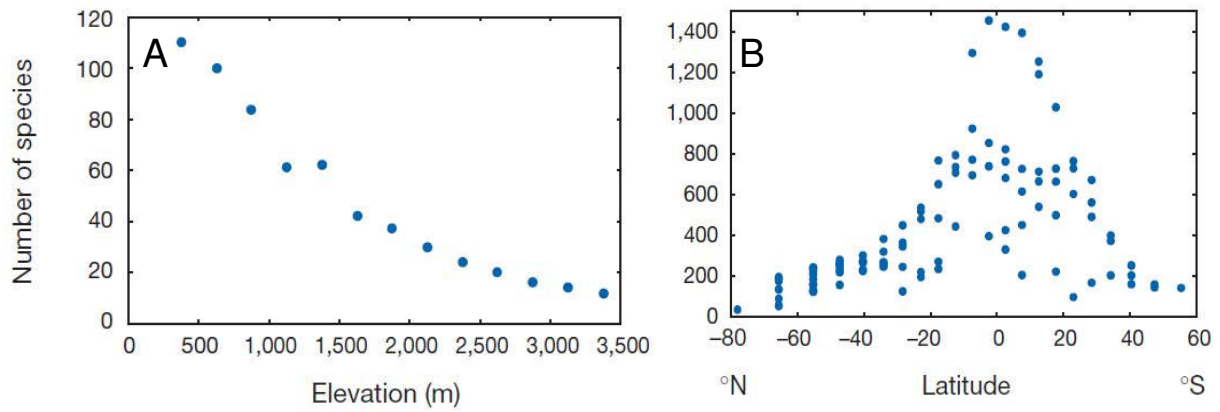 A
Number of species
120
100
80
60
40
20
0
0 500 1,000 1,500 2,000 2,500 3,000 3,500
Elevation (m)
B
1,400
1,200
1,000
800
600
400
200
0
–80 –60 –40 –20 0 20 40 60
°N Latitude °S